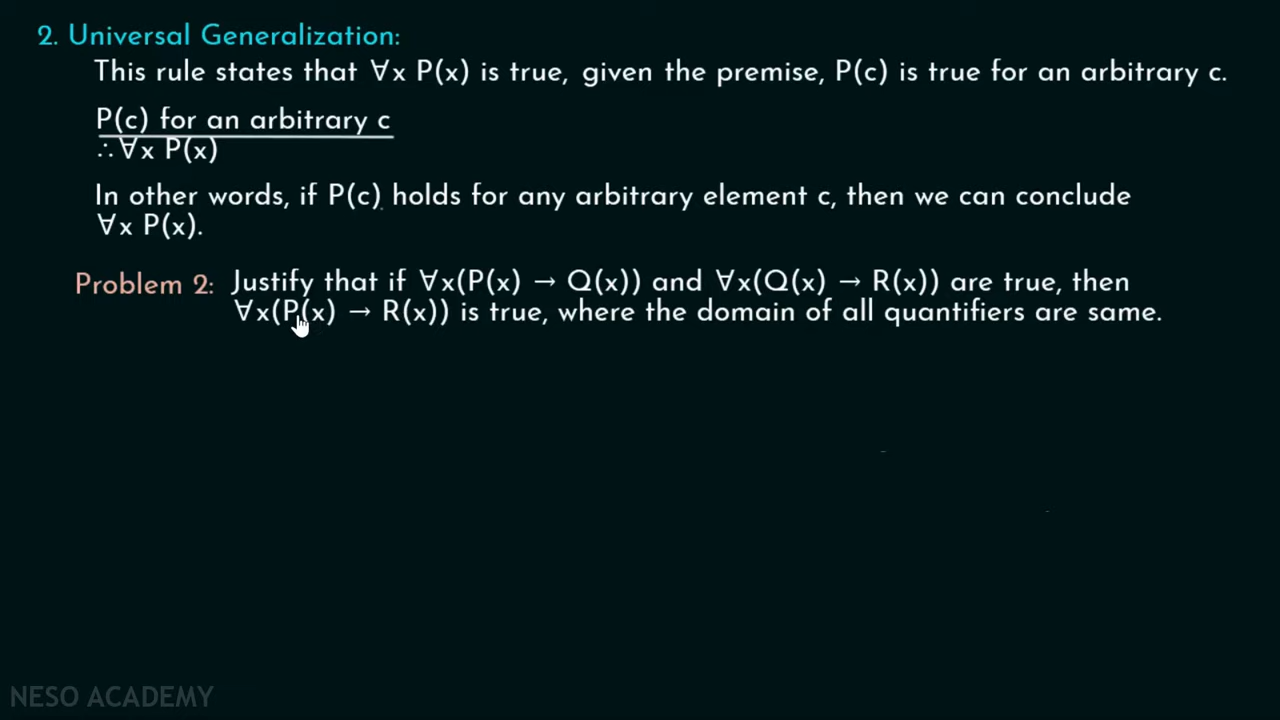 2. Universal Generalization:
This rule states that ∀x P(x) is true, given the premise, P(c) is true for an arbitrary c.
P(c) for an arbitrary c
∴ ∀x P(x)
In other words, if P(c) holds for any arbitrary element c, then we can conclude
∀x P(x).
Problem 2: Justify that if ∀x(P(x) → Q(x)) and ∀x(Q(x) → R(x)) are true, then
∀x(P(x) → R(x)) is true, where the domain of all quantifiers are same.
NESO ACADEMY